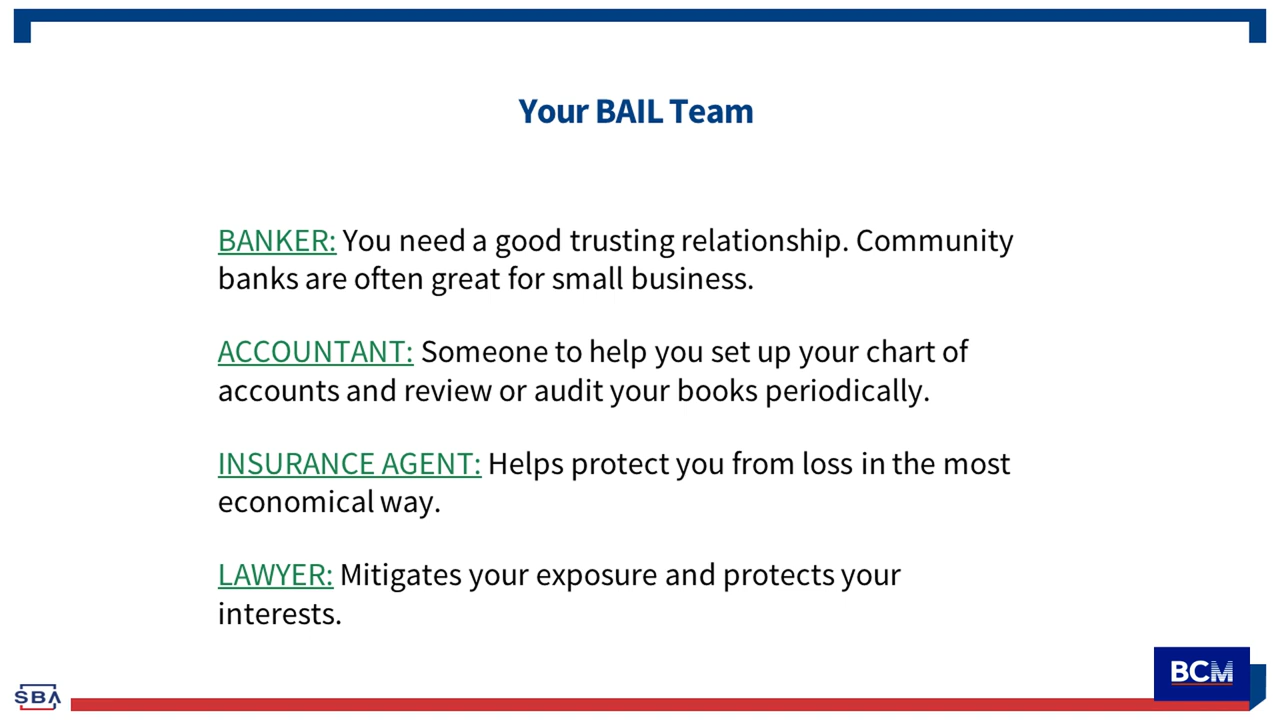 Your BAIL Team
BANKER: You need a good trusting relationship. Community
banks are often great for small business.
ACCOUNTANT: Someone to help you set up your chart of
accounts and review or audit your books periodically.
INSURANCE AGENT: Helps protect you from loss in the most
economical way.
LAWYER: Mitigates your exposure and protects your
interests.
SBA
BCM